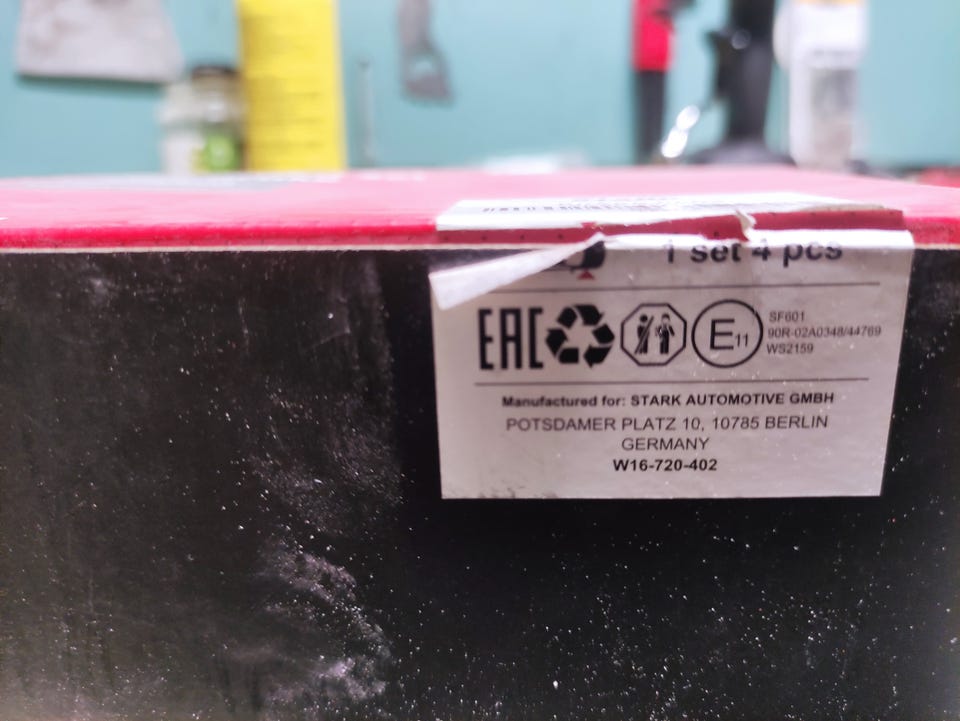 1 set 4 pcs
EAC
E11
SF601
90R-02A0348/44769
WS2159
Manufactured for: STARK AUTOMOTIVE GMBH
POTSDAMER PLATZ 10, 10785 BERLIN
GERMANY
W16-720-402